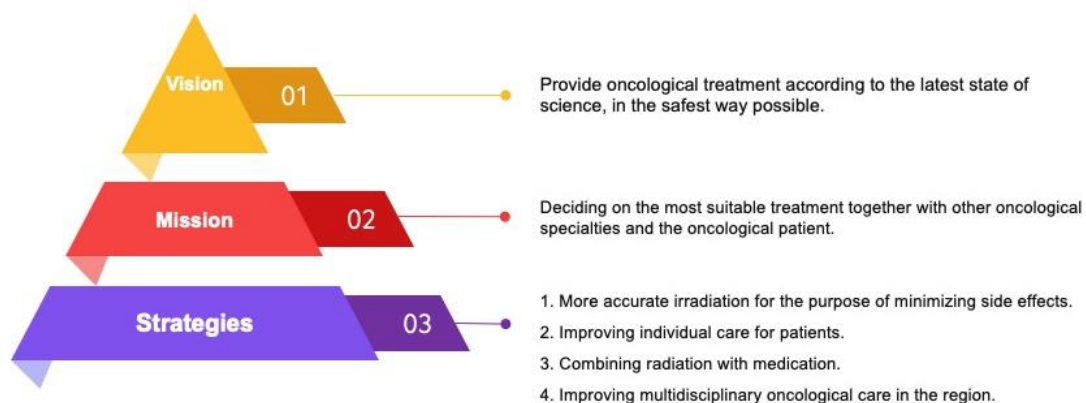 Vision
01
Provide oncological treatment according to the latest state of
science, in the safest way possible.
Mission
02
Deciding on the most suitable treatment together with other oncological
specialties and the oncological patient.
Strategies
03
1. More accurate irradiation for the purpose of minimizing side effects.
2. Improving individual care for patients.
3. Combining radiation with medication.
4. Improving multidisciplinary oncological care in the region.